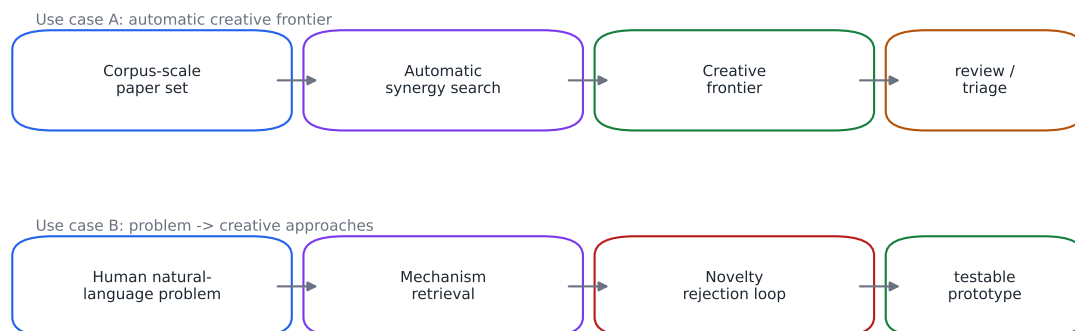 Use case A: automatic creative frontier
Corpus-scale
paper set
Automatic
synergy search
Creative
frontier
review /
triage
Use case B: problem -> creative approaches
Human natural-
language problem
Mechanism
retrieval
Novelty
rejection loop
testable
prototype